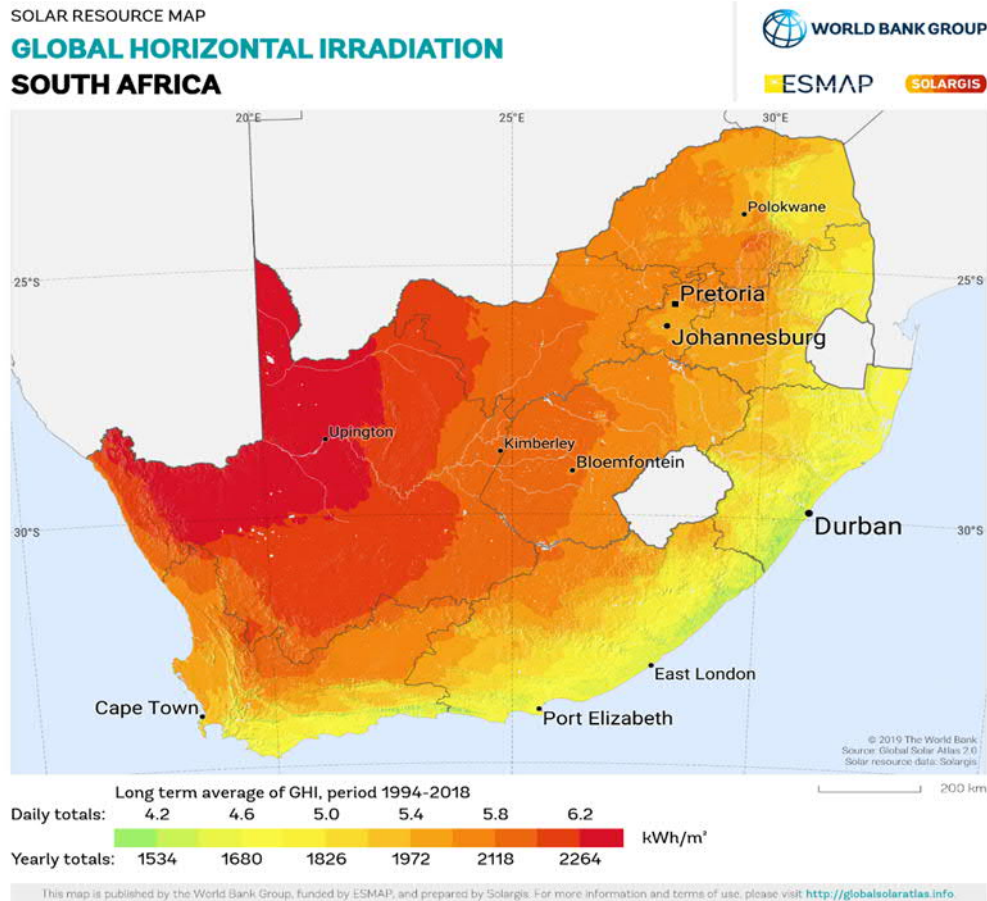 SOLAR RESOURCE MAP
GLOBAL HORIZONTAL IRRADIATION
SOUTH AFRICA
WORLD BANK GROUP
ESMAP
SOLARGIS
20°E
25°E
30°E
Polokwane
25°S
25°S
Pretoria
Johannesburg
Upington
Kimberley
Bloemfontein
30°S
Durban
30°S
East London
Cape Town
Port Elizabeth
© 2019 The World Bank
Source: Global Solar Atlas 2.0
Solar resource data: Solargis
Long term average of GHI, period 1994-2018
200 km
Daily totals: 4.2 4.6 5.0 5.4 5.8 6.2
kWh/m²
Yearly totals: 1534 1680 1826 1972 2118 2264
This map is published by the World Bank Group, funded by ESMAP, and prepared by Solargis. For more information and terms of use, please visit http://globalsolaratlas.info.